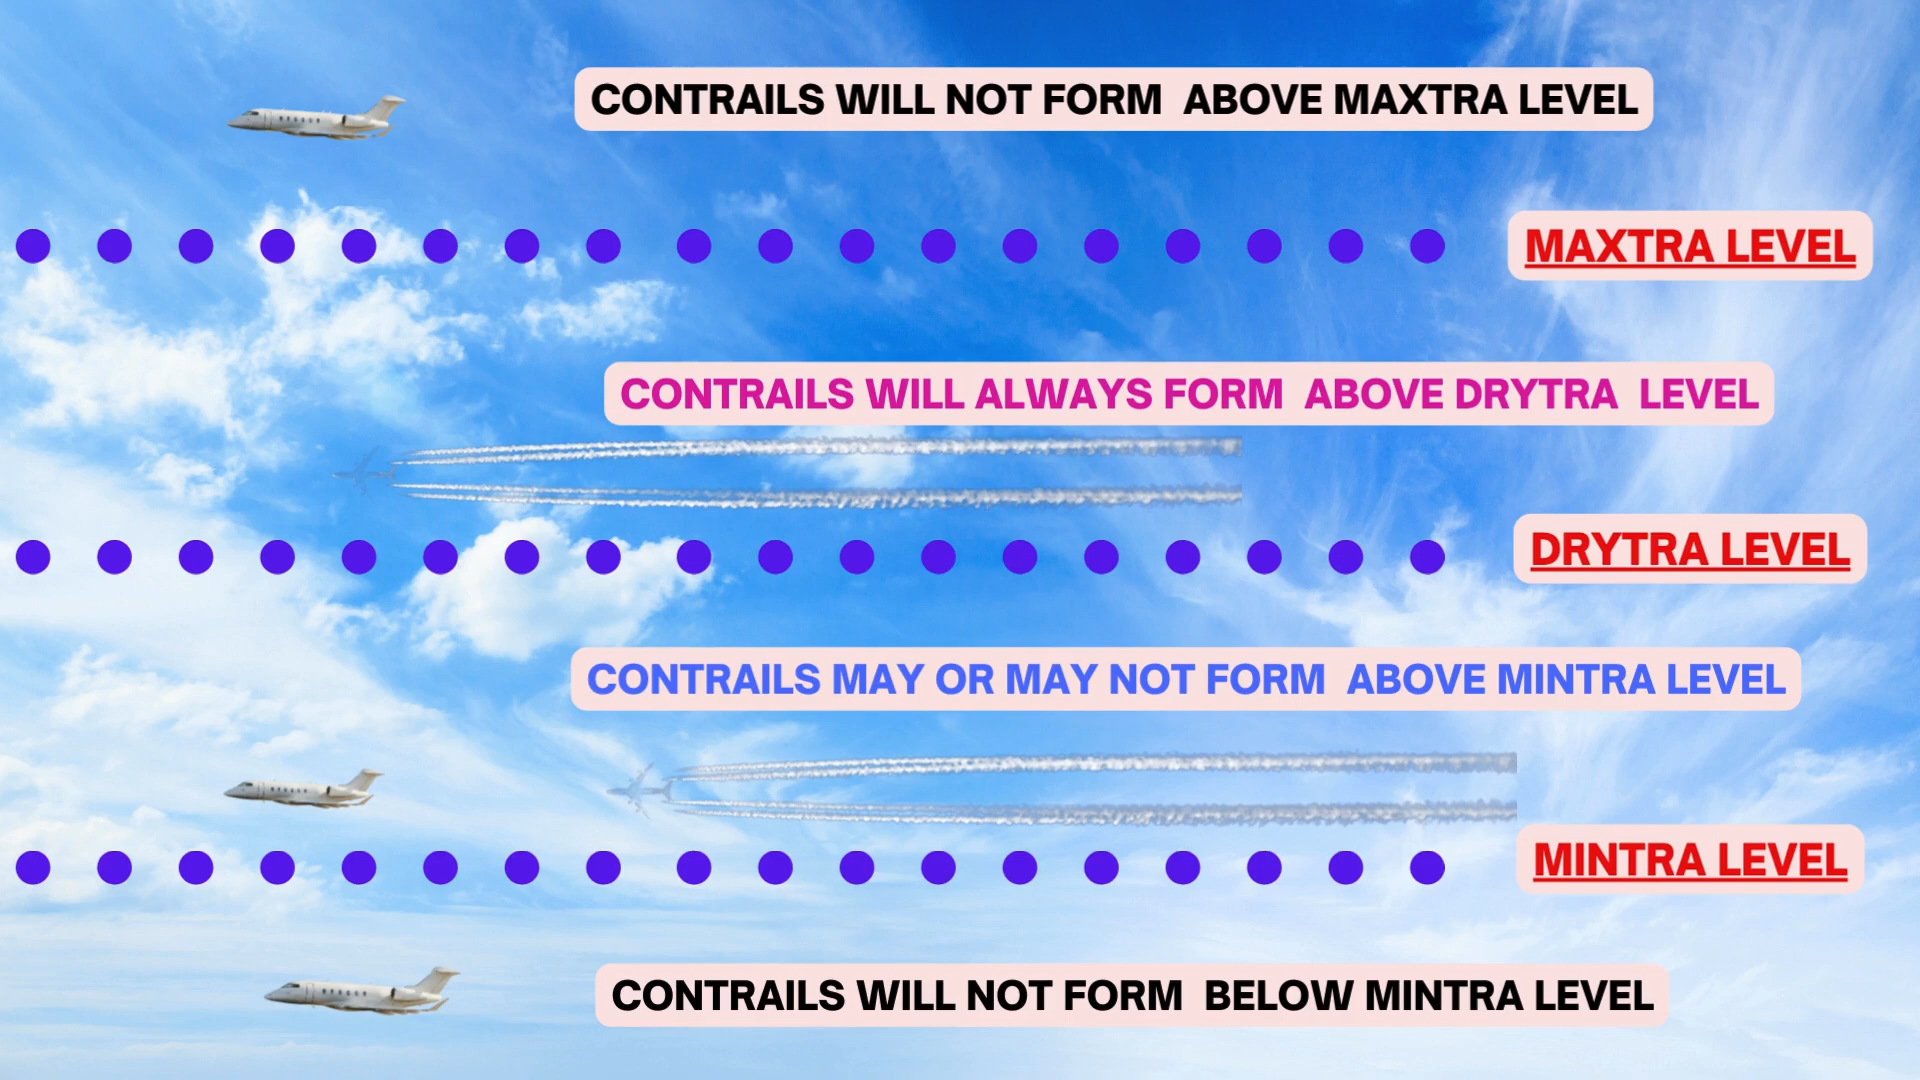 CONTRAILS WILL NOT FORM ABOVE MAXTRA LEVEL
MAXTRA LEVEL
CONTRAILS WILL ALWAYS FORM ABOVE DRYTRA LEVEL
DRYTRA LEVEL
CONTRAILS MAY OR MAY NOT FORM ABOVE MINTRA LEVEL
MINTRA LEVEL
CONTRAILS WILL NOT FORM BELOW MINTRA LEVEL